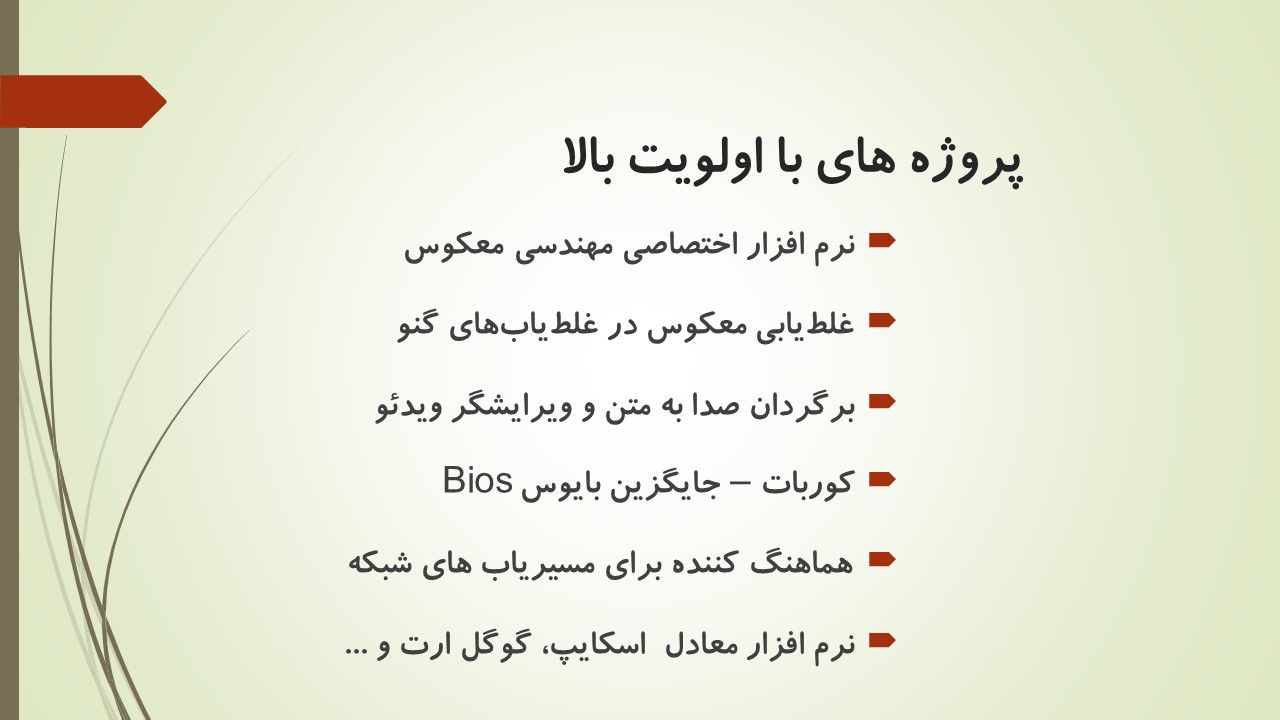 پروژه های با اولویت بالا
نرم افزار اختصاصی مهندسی معکوس
غلط‌یابی معکوس در غلط‌یاب‌های گنو
برگردان صدا به متن و ویرایشگر ویدئو
کوربات – جایگزین بایوس Bios
هماهنگ کننده برای مسیریاب های شبکه
نرم افزار معادل اسکایپ، گوگل ارت و ...